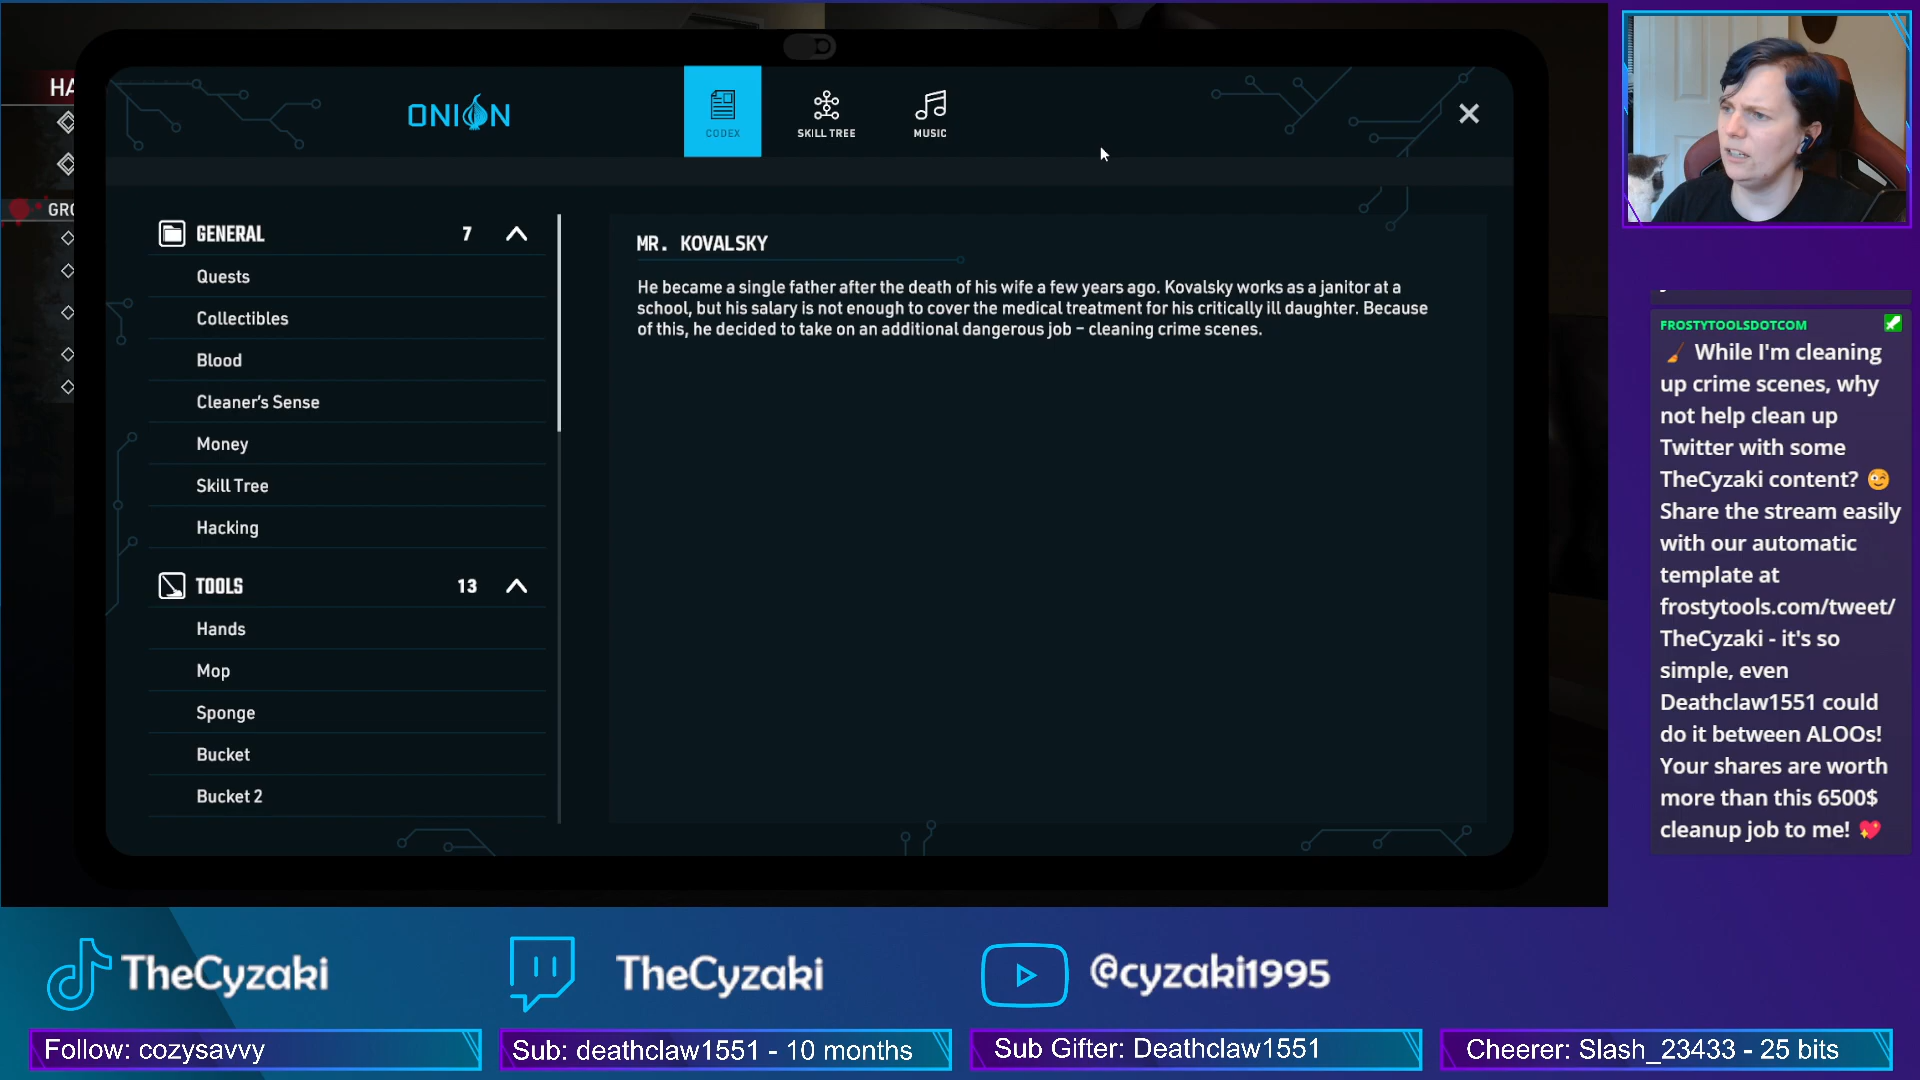 HA
GRO
ONION
CODEX
SKILL TREE
MUSIC
GENERAL 7
Quests
Collectibles
Blood
Cleaner's Sense
Money
Skill Tree
Hacking
TOOLS 13
Hands
Mop
Sponge
Bucket
Bucket 2
MR. KOVALSKY
He became a single father after the death of his wife a few years ago. Kovalsky works as a janitor at a
school, but his salary is not enough to cover the medical treatment for his critically ill daughter. Because
of this, he decided to take on an additional dangerous job – cleaning crime scenes.
FROSTYTOOLSDOTCOM
🧹 While I'm cleaning
up crime scenes, why
not help clean up
Twitter with some
TheCyzaki content? 😉
Share the stream easily
with our automatic
template at
frostytools.com/tweet/
TheCyzaki - it's so
simple, even
Deathclaw1551 could
do it between ALOOs!
Your shares are worth
more than this 6500$
cleanup job to me! 💖
TheCyzaki
TheCyzaki
@cyzaki1995
Follow: cozysavvy
Sub: deathclaw1551 - 10 months
Sub Gifter: Deathclaw1551
Cheerer: Slash_23433 - 25 bits